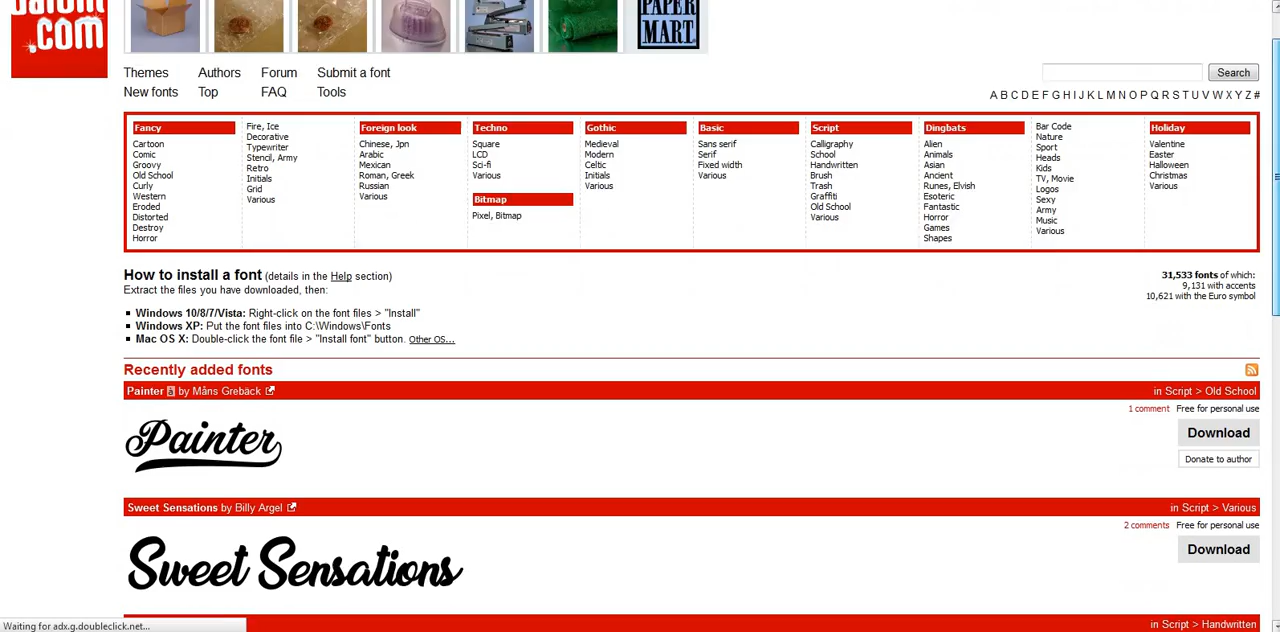 .com
PAPER
MART
Themes Authors Forum Submit a font
New fonts Top FAQ Tools
Search
A B C D E F G H I J K L M N O P Q R S T U V W X Y Z #
Fancy
Cartoon
Comic
Groovy
Old School
Curly
Western
Eroded
Distorted
Destroy
Horror
Fire, Ice
Decorative
Typewriter
Stencil, Army
Retro
Initials
Grid
Various
Foreign look
Chinese, Jpn
Arabic
Mexican
Roman, Greek
Russian
Various
Techno
Square
LCD
Sci-fi
Various
Bitmap
Pixel, Bitmap
Gothic
Medieval
Modern
Celtic
Initials
Various
Basic
Sans serif
Serif
Fixed width
Various
Script
Calligraphy
School
Handwritten
Brush
Trash
Graffiti
Old School
Various
Dingbats
Alien
Animals
Asian
Ancient
Runes, Elvish
Esoteric
Fantastic
Horror
Games
Shapes
Bar Code
Nature
Sport
Heads
Kids
TV, Movie
Logos
Sexy
Army
Music
Various
Holiday
Valentine
Easter
Halloween
Christmas
Various
How to install a font (details in the Help section)
Extract the files you have downloaded, then:
Windows 10/8/7/Vista: Right-click on the font files > "Install"
Windows XP: Put the font files into C:\Windows\Fonts
Mac OS X: Double-click the font file > "Install font" button. Other OS...
31,533 fonts of which:
9,131 with accents
10,621 with the Euro symbol
Recently added fonts
Painter by Måns Grebäck in Script > Old School
1 comment Free for personal use
Painter
Download
Donate to author
Sweet Sensations by Billy Argel in Script > Various
2 comments Free for personal use
Sweet Sensations
Download
in Script > Handwritten
Waiting for adx.g.doubleclick.net...